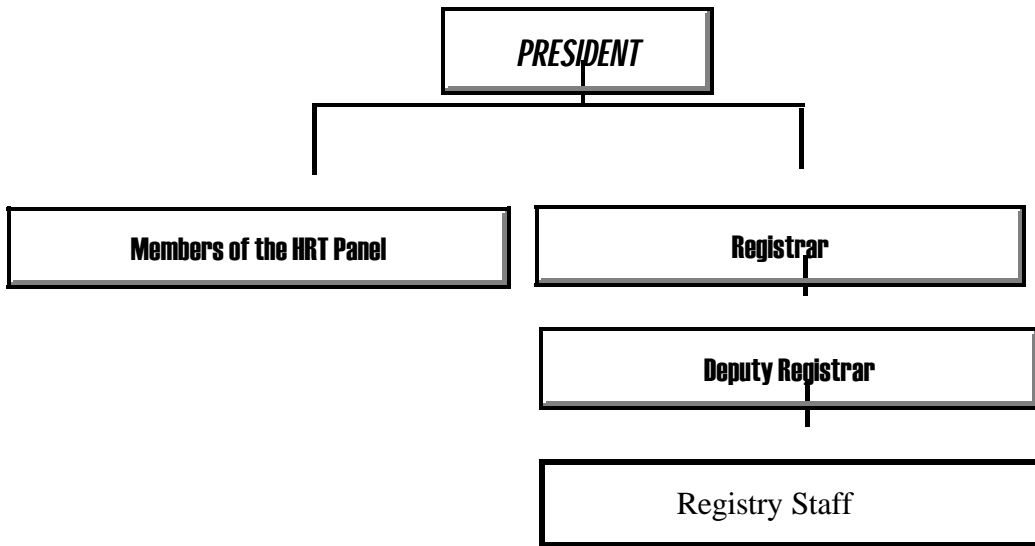 PRESIDENT
Members of the HRT Panel
Registrar
Deputy Registrar
Registry Staff